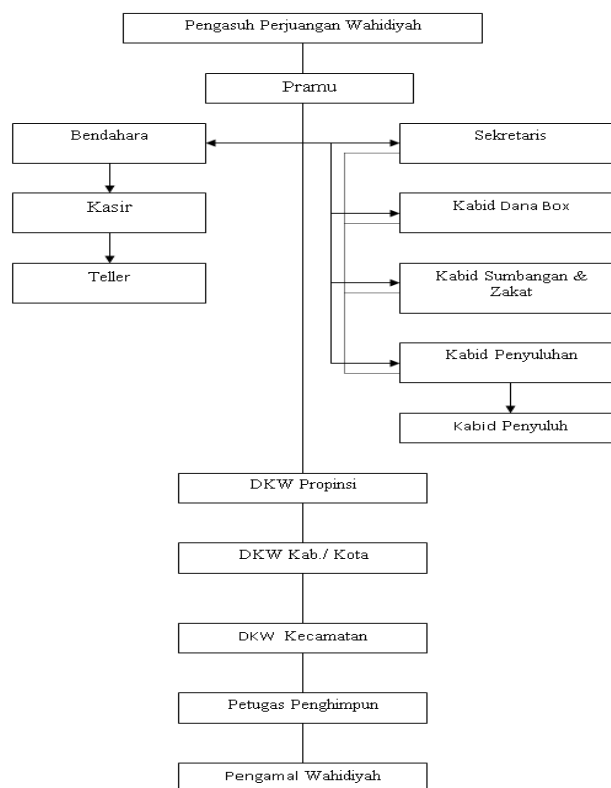 Pengasuh Perjuangan Wahidiyah
Pramu
Bendahara
Sekretaris
Kasir
Kabid Dana Box
Teller
Kabid Sumbangan &
Zakat
Kabid Penyuluhan
Kabid Penyuluh
DKW Propinsi
DKW Kab./ Kota
DKW Kecamatan
Petugas Penghimpun
Pengamal Wahidiyah